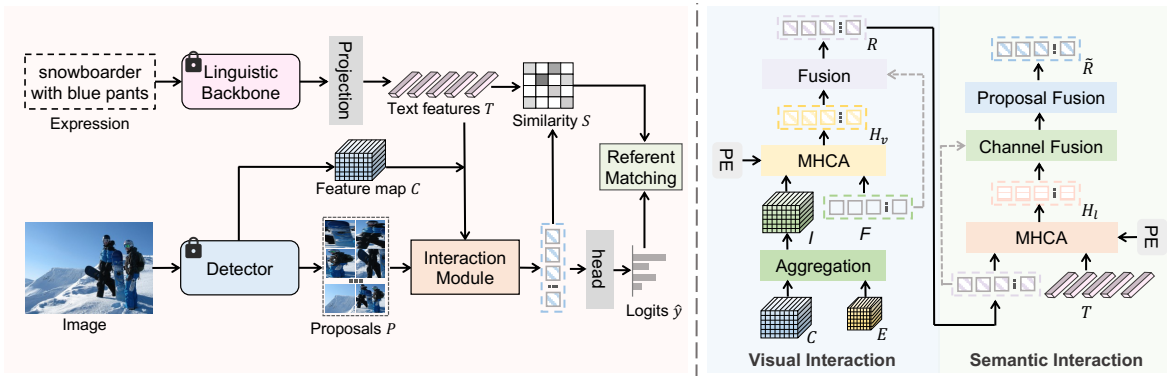 snowboarder
with blue pants
Expression
Linguistic
Backbone
Projection
Text features T
Similarity S
Feature map C
Referent
Matching
Image
Detector
Proposals P
Interaction
Module
head
Logits ŷ
R
Fusion
H_v
PE
MHCA
I
F
Aggregation
C
E
Visual Interaction
R̃
Proposal Fusion
Channel Fusion
H_l
MHCA
PE
T
Semantic Interaction